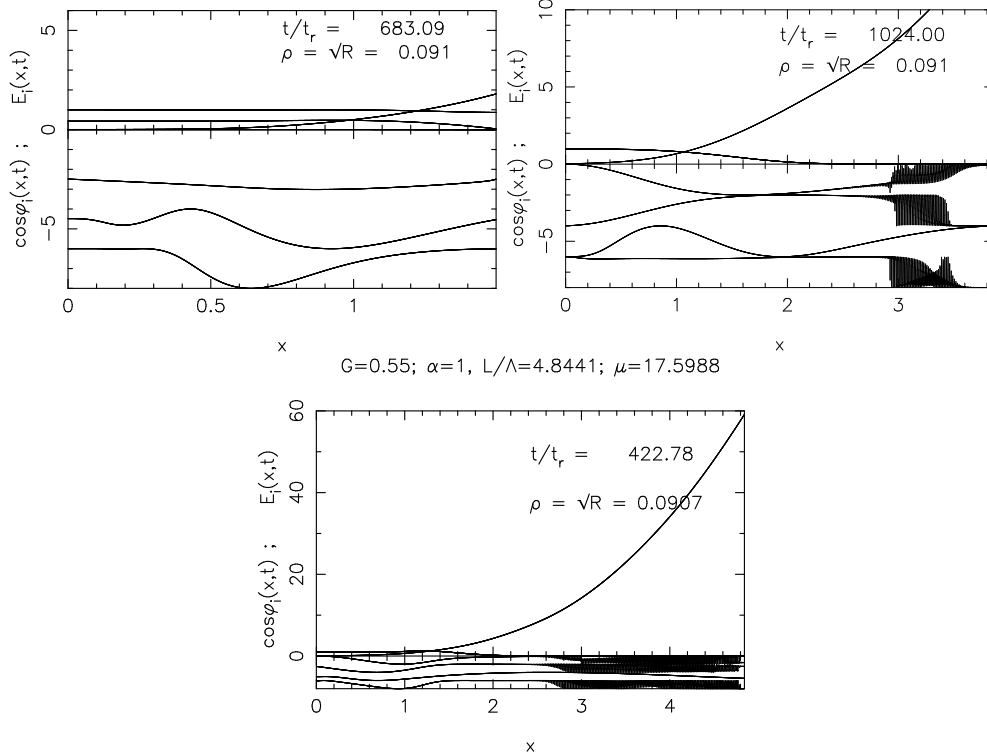 t/t_r = 683.09
ρ = √R = 0.091
5
0
−5
cosφ_i(x,t) ; E_i(x,t)
0 0.5 1
x
t/t_r = 1024.00
ρ = √R = 0.091
10
5
0
−5
cosφ_i(x,t) ; E_i(x,t)
0 1 2 3
x
G=0.55; α=1, L/Λ=4.8441; μ=17.5988
t/t_r = 422.78
ρ = √R = 0.0907
60
40
20
0
cosφ_i(x,t) ; E_i(x,t)
0 1 2 3 4
x